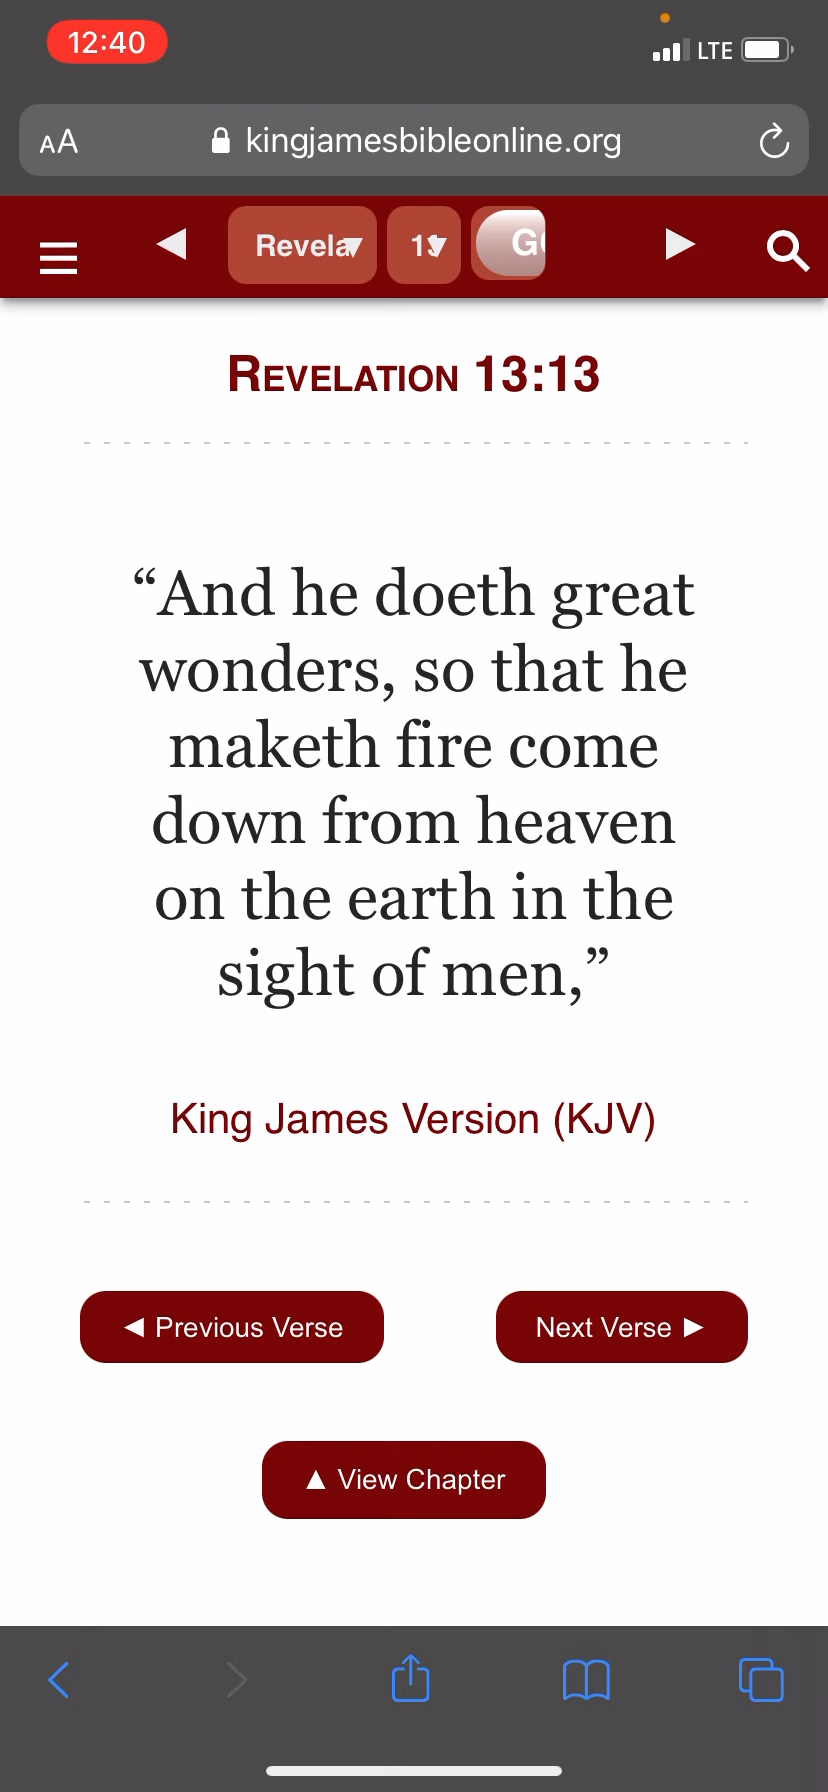 12:40
LTE
AA
kingjamesbibleonline.org
Revela
13
Revelation 13:13
“And he doeth great
wonders, so that he
maketh fire come
down from heaven
on the earth in the
sight of men,”
King James Version (KJV)
◄ Previous Verse
Next Verse ►
▲ View Chapter